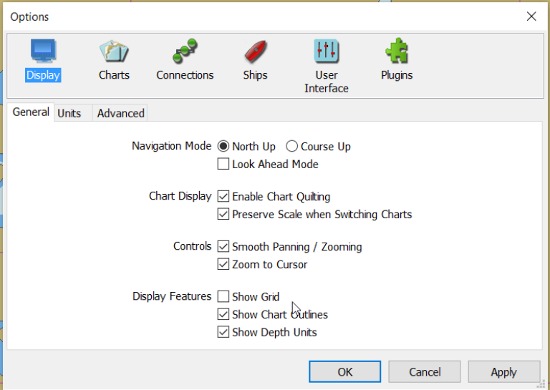 Options
Display Charts Connections Ships User Interface Plugins
General Units Advanced
Navigation Mode North Up Course Up
Look Ahead Mode
Chart Display Enable Chart Quilting
Preserve Scale when Switching Charts
Controls Smooth Panning / Zooming
Zoom to Cursor
Display Features Show Grid
Show Chart Outlines
Show Depth Units
OK Cancel Apply